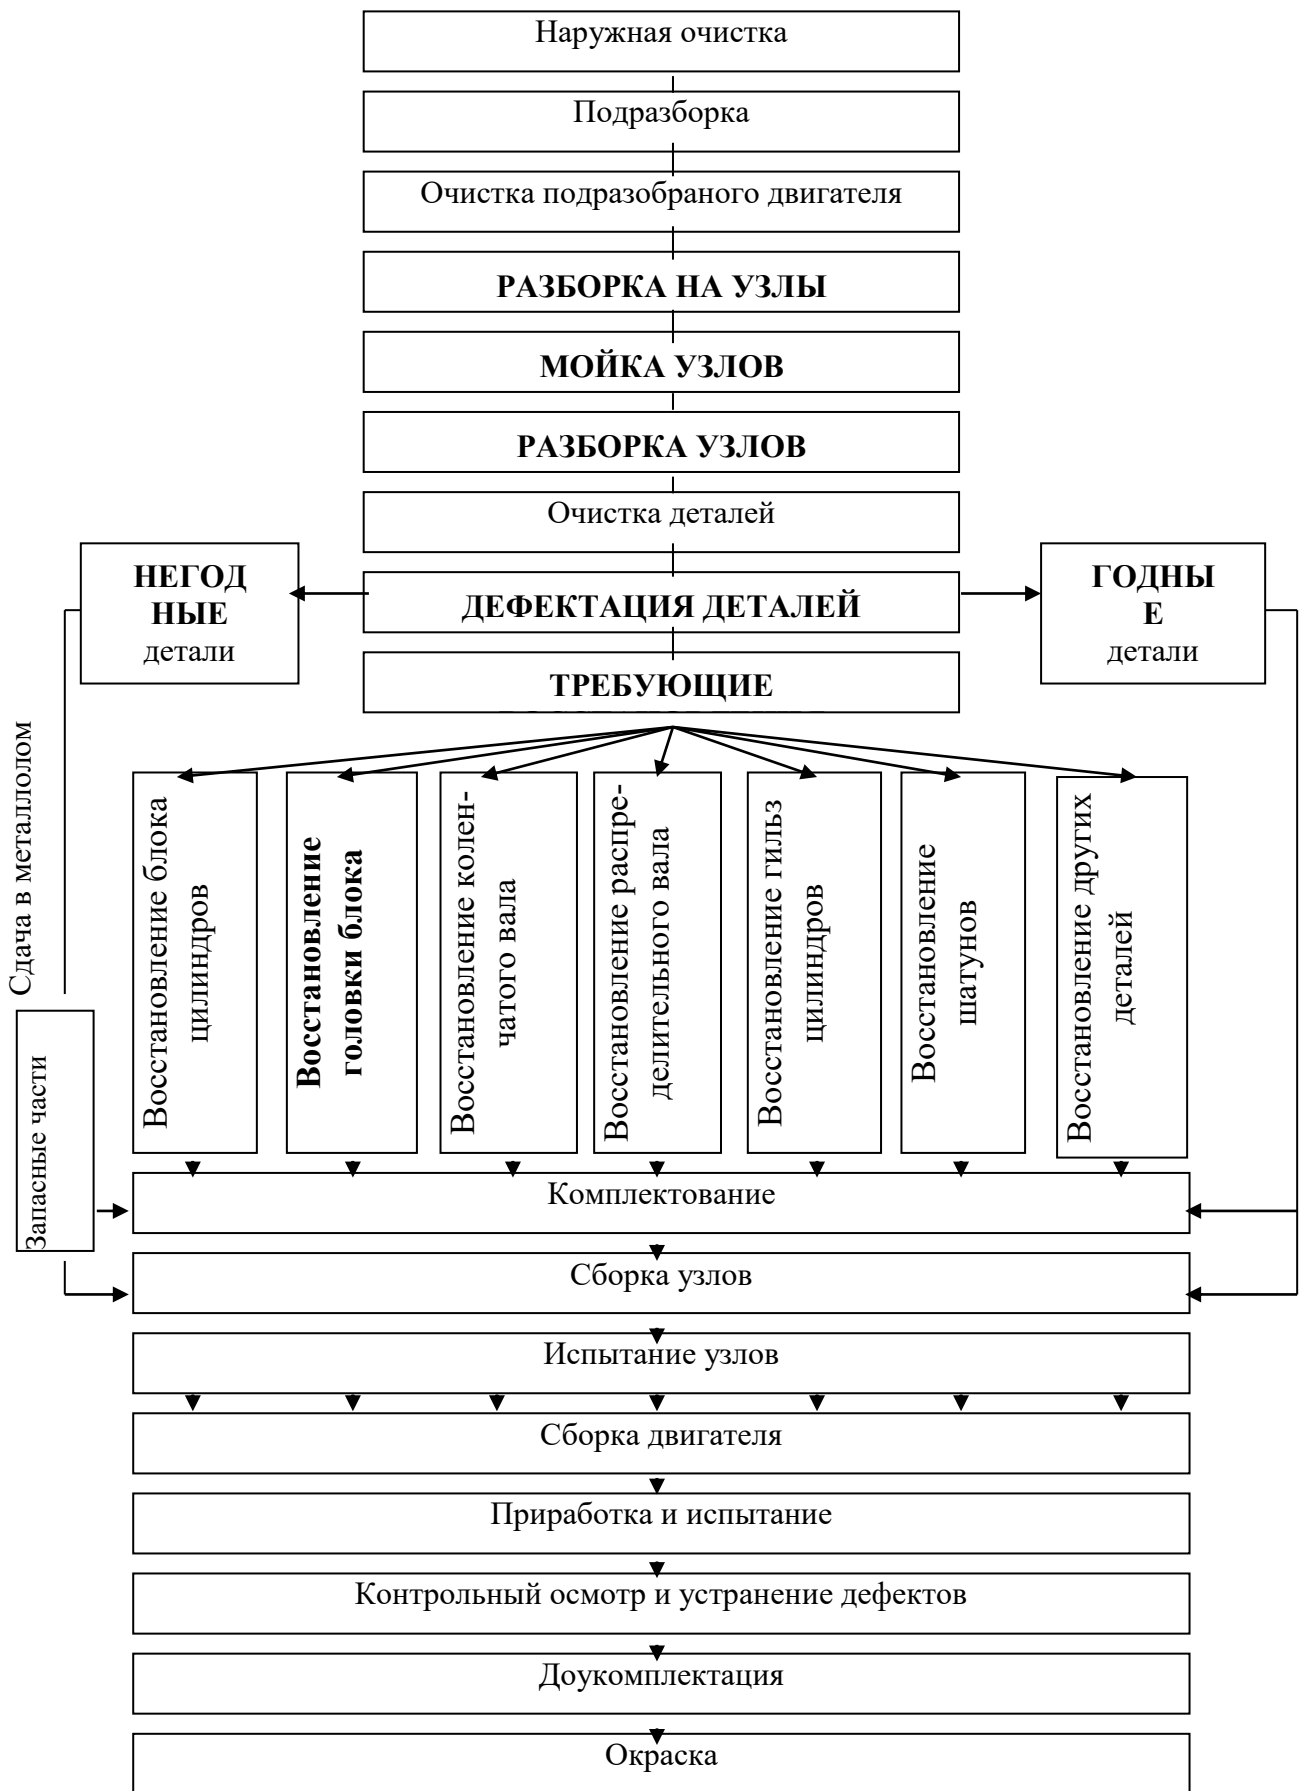 Наружная очистка
Подразборка
Очистка подразобраного двигателя
РАЗБОРКА НА УЗЛЫ
МОЙКА УЗЛОВ
РАЗБОРКА УЗЛОВ
Очистка деталей
НЕГОД
НЫЕ
детали
ДЕФЕКТАЦИЯ ДЕТАЛЕЙ
ГОДНЫ
Е
детали
ТРЕБУЮЩИЕ
Сдача в металлолом
Запасные части
Восстановление блока
цилиндров
Восстановление
головки блока
Восстановление колен-
чатого вала
Восстановление распре-
делительного вала
Восстановление гильз
цилиндров
Восстановление
шатунов
Восстановление других
деталей
Комплектование
Сборка узлов
Испытание узлов
Сборка двигателя
Приработка и испытание
Контрольный осмотр и устранение дефектов
Доукомплектация
Окраска